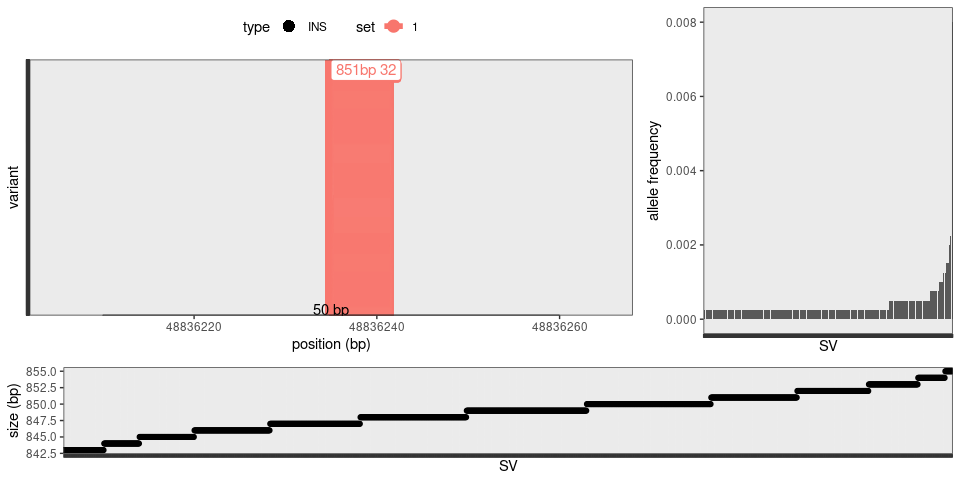 type INS set 1
851bp 32
variant
50 bp
48836220 48836240 48836260
position (bp)
0.008
0.006
0.004
0.002
0.000
allele frequency
SV
855.0
852.5
850.0
847.5
845.0
842.5
size (bp)
SV